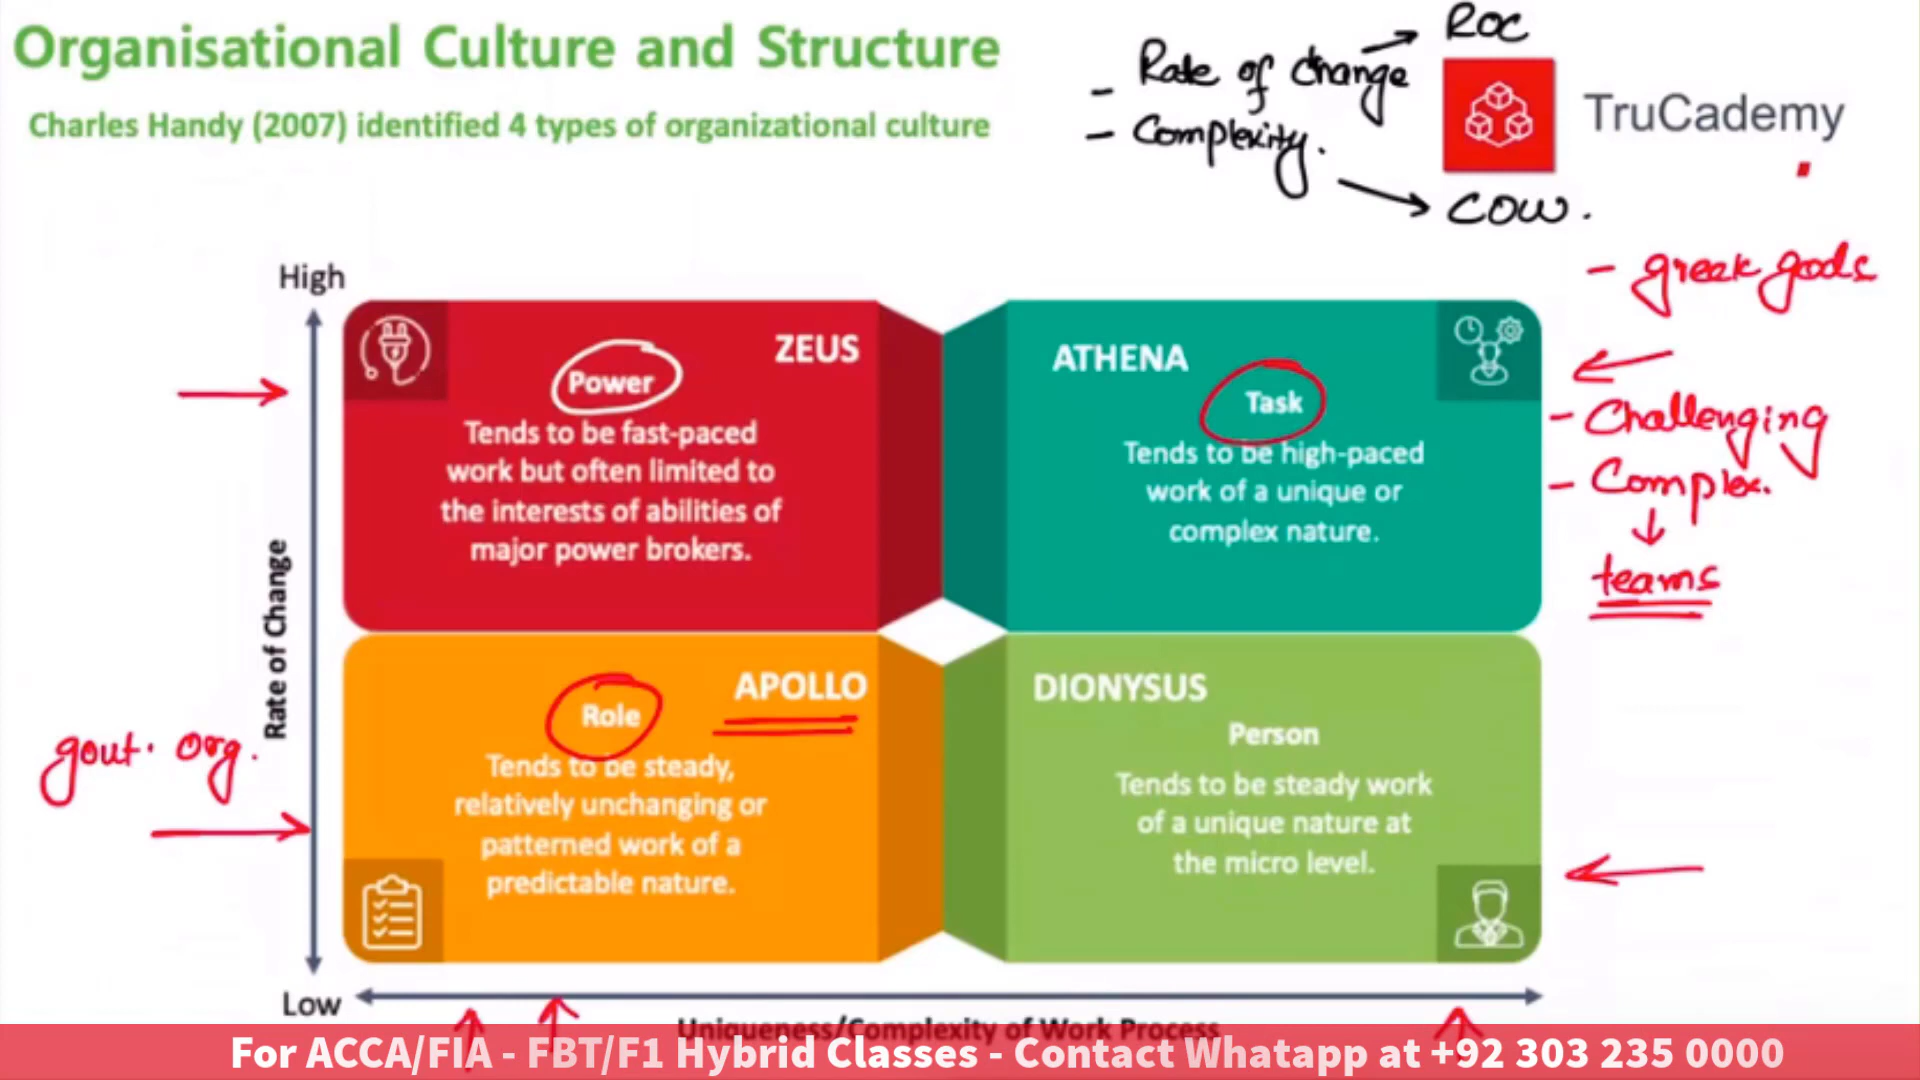 Organisational Culture and Structure
Charles Handy (2007) identified 4 types of organizational culture
- Rate of change → ROC
- Complexity. → COW.
TruCademy
- greek gods
High
Rate of Change
Low
ZEUS
Power
Tends to be fast-paced
work but often limited to
the interests of abilities of
major power brokers.
ATHENA
Task
Tends to be high-paced
work of a unique or
complex nature.
- Challenging
- Complex.
↓
teams
govt. org.
APOLLO
Role
Tends to be steady,
relatively unchanging or
patterned work of a
predictable nature.
DIONYSUS
Person
Tends to be steady work
of a unique nature at
the micro level.
Uniqueness/Complexity of Work Process
For ACCA/FIA - FBT/F1 Hybrid Classes - Contact Whatapp at +92 303 235 0000